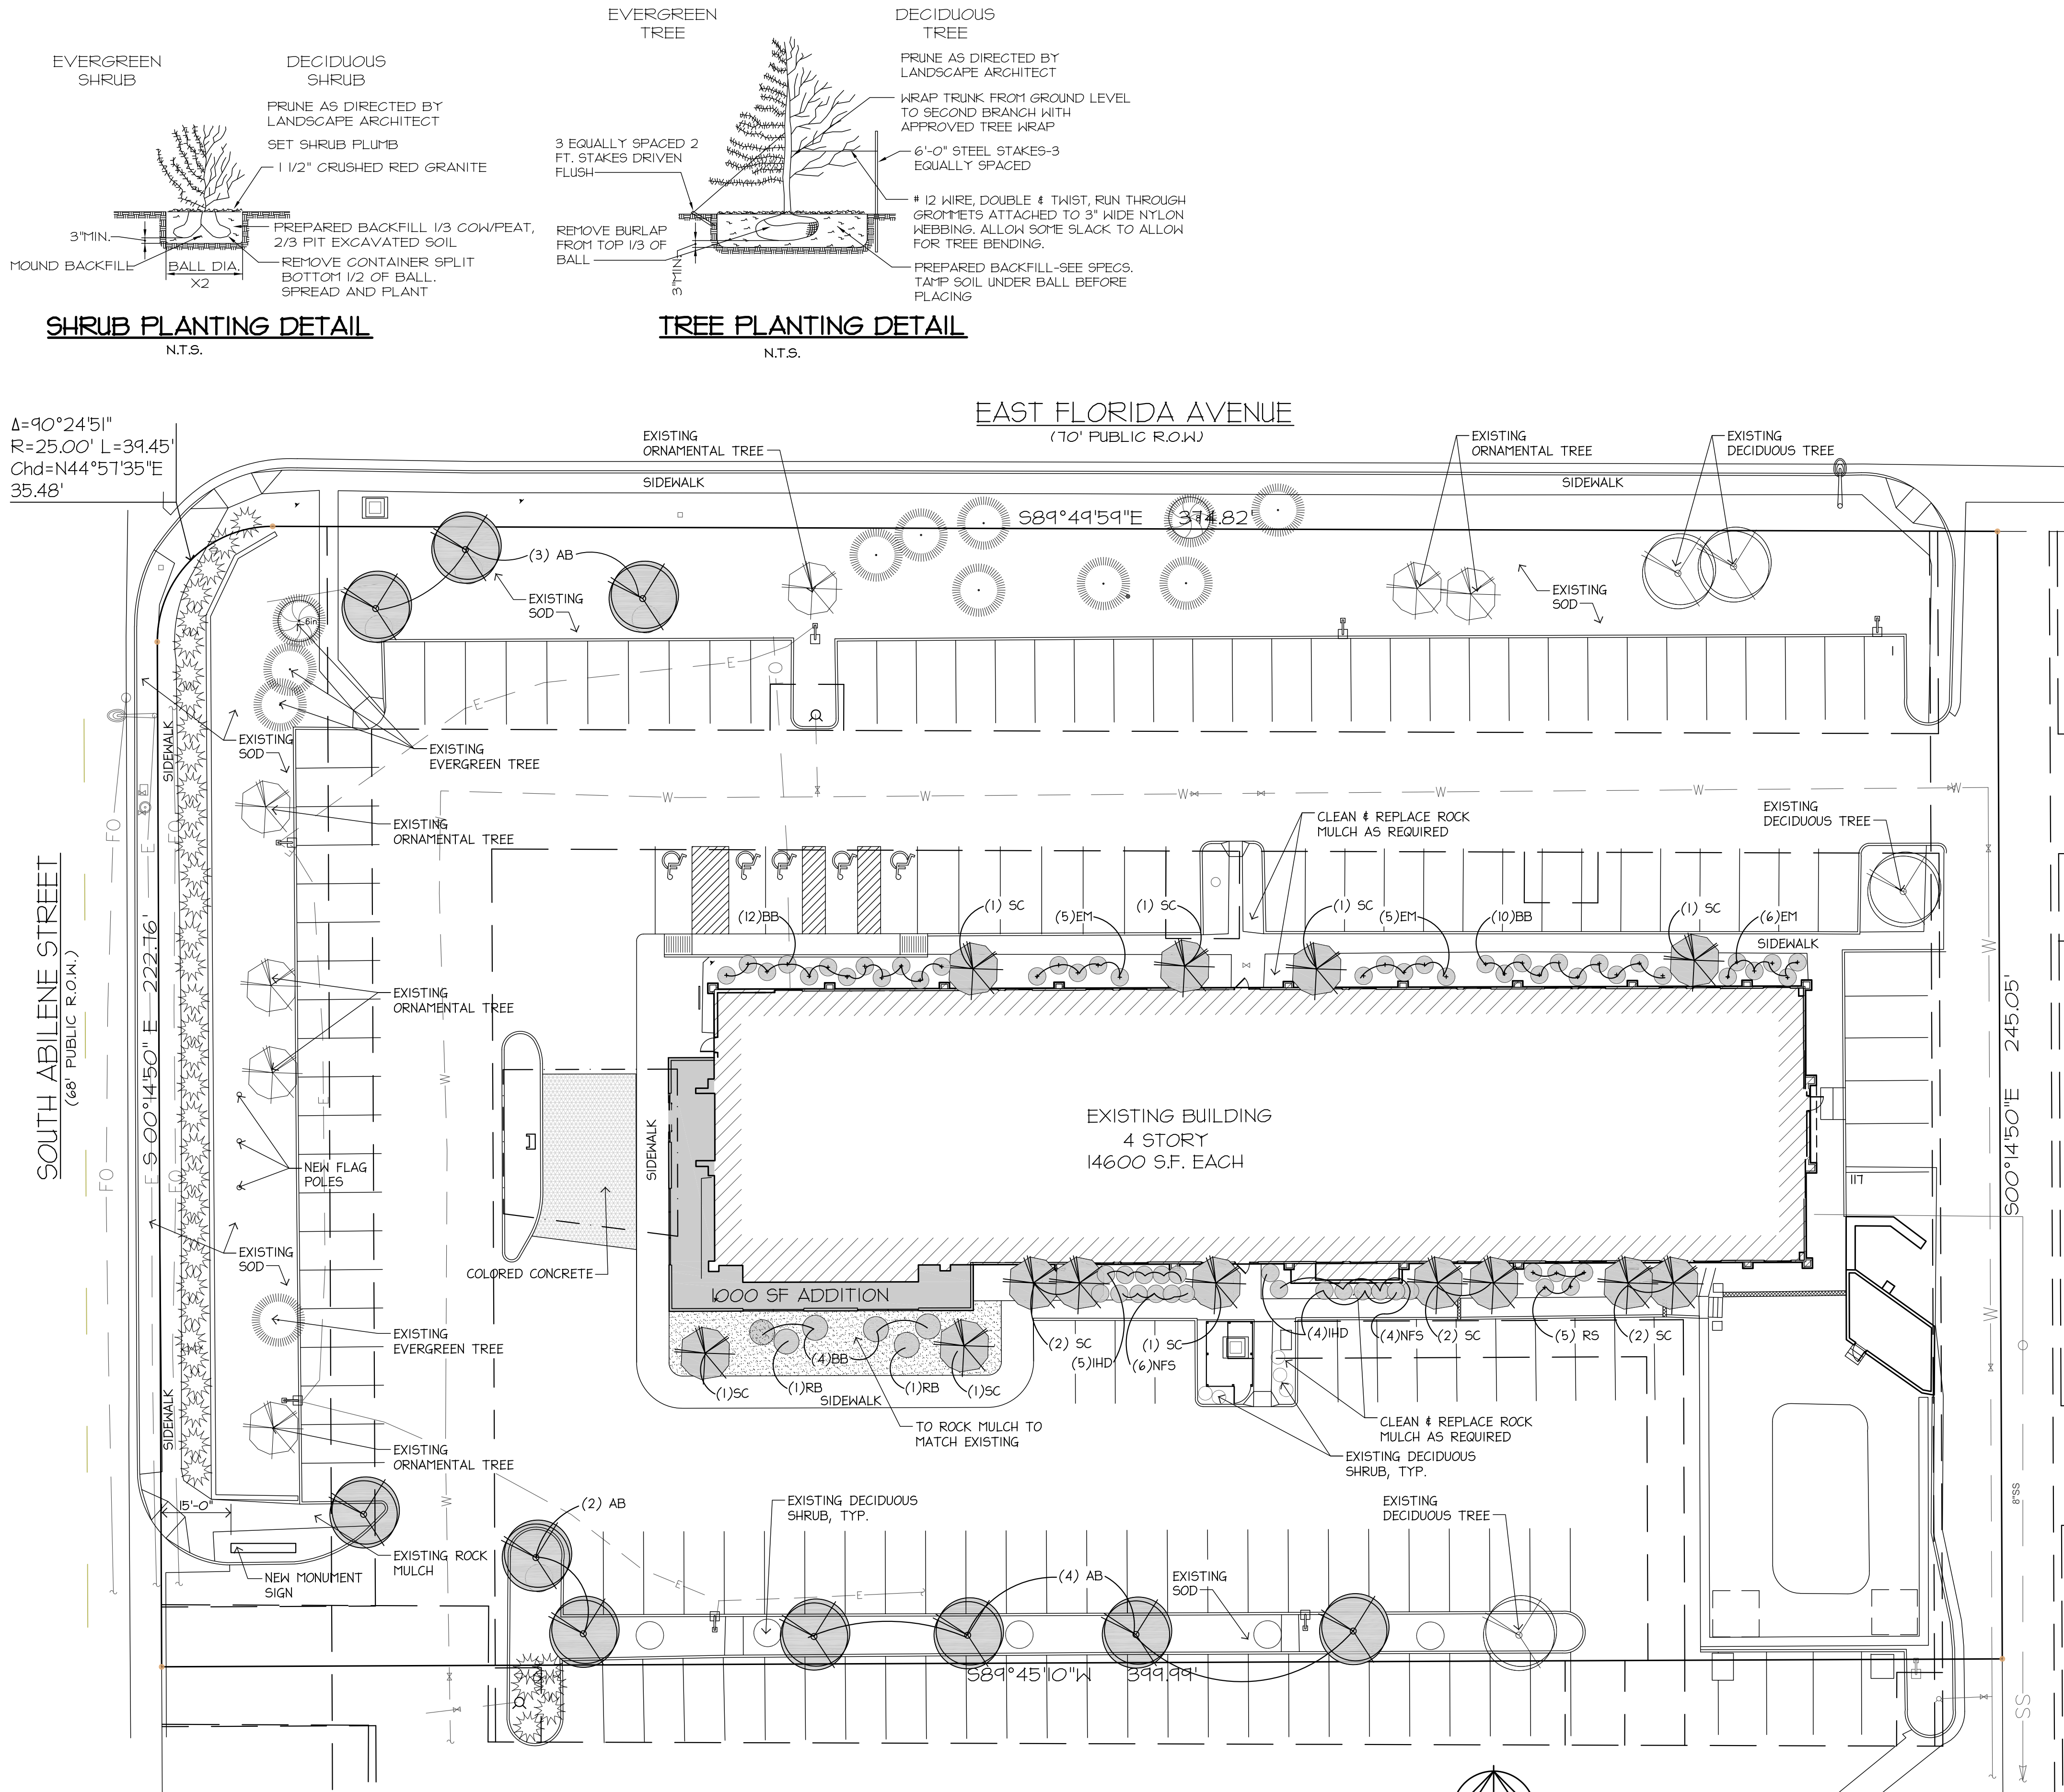 EVERGREEN
SHRUB
DECIDUOUS
SHRUB
PRUNE AS DIRECTED BY
LANDSCAPE ARCHITECT
SET SHRUB PLUMB
1 1/2" CRUSHED RED GRANITE
PREPARED BACKFILL 1/3 COW/PEAT,
2/3 PIT EXCAVATED SOIL
REMOVE CONTAINER SPLIT
BOTTOM 1/2 OF BALL.
SPREAD AND PLANT
3"MIN.
MOUND BACKFILL
BALL DIA.
X2
SHRUB PLANTING DETAIL
N.T.S.
EVERGREEN
TREE
DECIDUOUS
TREE
PRUNE AS DIRECTED BY
LANDSCAPE ARCHITECT
WRAP TRUNK FROM GROUND LEVEL
TO SECOND BRANCH WITH
APPROVED TREE WRAP
6'-0" STEEL STAKES-3
EQUALLY SPACED
# 12 WIRE, DOUBLE & TWIST, RUN THROUGH
GROMMETS ATTACHED TO 3" WIDE NYLON
WEBBING. ALLOW SOME SLACK TO ALLOW
FOR TREE BENDING.
PREPARED BACKFILL-SEE SPECS.
TAMP SOIL UNDER BALL BEFORE
PLACING
3 EQUALLY SPACED 2
FT. STAKES DRIVEN
FLUSH
REMOVE BURLAP
FROM TOP 1/3 OF
BALL
3"MIN.
TREE PLANTING DETAIL
N.T.S.
EAST FLORIDA AVENUE
(70' PUBLIC R.O.W.)
Δ=90°24'51"
R=25.00' L=39.45'
Chd=N44°57'35"E
35.48'
EXISTING
ORNAMENTAL TREE
EXISTING
ORNAMENTAL TREE
EXISTING
DECIDUOUS TREE
SIDEWALK
SIDEWALK
S89°49'59"E 374.82'
(3) AB
EXISTING
SOD
EXISTING
SOD
6in
E
E
EXISTING
SOD
EXISTING
EVERGREEN TREE
SIDEWALK
FO
E
FO
W
W
W
W
W
W
EXISTING
ORNAMENTAL TREE
CLEAN & REPLACE ROCK
MULCH AS REQUIRED
EXISTING
DECIDUOUS TREE
(12)BB
(1) SC
(5)EM
(1) SC
(1) SC
(5)EM
(10)BB
(1) SC
(6)EM
SIDEWALK
SOUTH ABILENE STREET
(68' PUBLIC R.O.W.)
S 00°14'50" E 222.16'
EXISTING
ORNAMENTAL TREE
S00°14'50"E 245.05'
EXISTING BUILDING
4 STORY
14600 S.F. EACH
SIDEWALK
NEW FLAG
POLES
117
EXISTING
SOD
COLORED CONCRETE
1000 SF ADDITION
EXISTING
EVERGREEN TREE
(2) SC
(1) SC
(5)IHD
(6)NFS
(4)IHD
(4)NFS
(2) SC
(5) RS
(2) SC
(4)BB
(1)SC
(1)RB
(1)RB
(1)SC
SIDEWALK
SIDEWALK
TO ROCK MULCH TO
MATCH EXISTING
CLEAN & REPLACE ROCK
MULCH AS REQUIRED
EXISTING DECIDUOUS
SHRUB, TYP.
EXISTING
ORNAMENTAL TREE
15'-0"
(2) AB
EXISTING DECIDUOUS
SHRUB, TYP.
EXISTING
DECIDUOUS TREE
8"SS
EXISTING ROCK
MULCH
NEW MONUMENT
SIGN
E
E
(4) AB
EXISTING
SOD
S89°45'10"W 399.99'
SS